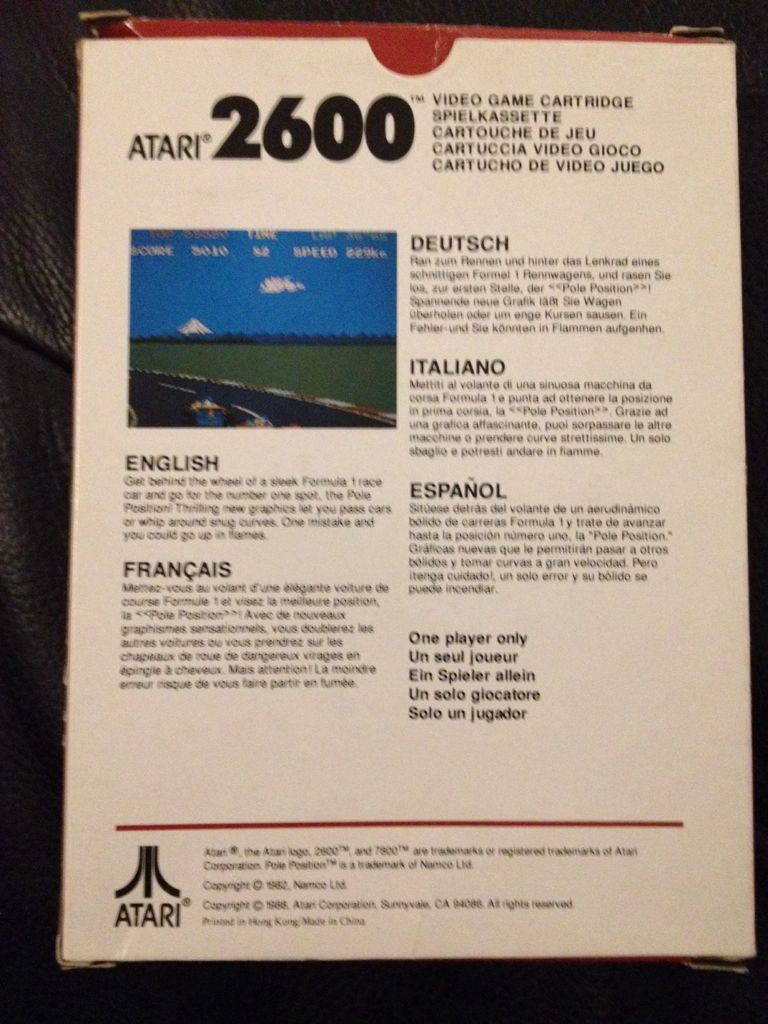 ATARI® 2600™
VIDEO GAME CARTRIDGE
SPIELKASSETTE
CARTOUCHE DE JEU
CARTUCCIA VIDEO GIOCO
CARTUCHO DE VIDEO JUEGO
TIME
SCORE 5010 52 SPEED 229km
ENGLISH
Get behind the wheel of a sleek Formula 1 race
car and go for the number one spot, the Pole
Position! Thrilling new graphics let you pass cars
or whip around snug curves. One mistake and
you could go up in flames.
FRANÇAIS
Mettez-vous au volant d'une élégante voiture de
course Formule 1 et visez la meilleure position,
la <<Pole Position>>! Avec de nouveaux
graphismes sensationnels, vous doublerez les
autres voitures ou vous prendrez sur les
chapeaux de roue de dangereux virages en
épingle à cheveux. Mais attention! La moindre
erreur risque de vous faire partir en fumée.
DEUTSCH
Ran zum Rennen und hinter das Lenkrad eines
schnittigen Formel 1 Rennwagens, und rasen Sie
los, zur ersten Stelle, der <<Pole Position>>!
Spannende neue Grafik läßt Sie Wagen
überholen oder um enge Kursen sausen. Ein
Fehler und Sie könnten in Flammen aufgenhen.
ITALIANO
Mettiti al volante di una sinuosa macchina da
corsa Formula 1 e punta ad ottenere la posizione
in prima corsia, la <<Pole Position>>. Grazie ad
una grafica affascinante, puoi sorpassare le altre
macchine o prendere curve strettissime. Un solo
sbaglio e potresti andare in fiamme.
ESPAÑOL
Sitúese detrás del volante de un aerudinámico
bólido de carreras Formula 1 y trate de avanzar
hasta la posición número uno, la "Pole Position."
Gráficas nuevas que le permitirán pasar a otros
bólidos y tomar curvas a gran velocidad. Pero
¡tenga cuidado!, un solo error y su bólido se
puede incendiar.
One player only
Un seul joueur
Ein Spieler allein
Un solo giocatore
Solo un jugador
ATARI®
Atari®, the Atari logo, 2600™, and 7800™ are trademarks or registered trademarks of Atari
Corporation. Pole Position™ is a trademark of Namco Ltd.
Copyright © 1982, Namco Ltd.
Copyright © 1988, Atari Corporation, Sunnyvale, CA 94086. All rights reserved.
Printed in Hong Kong/Made in China